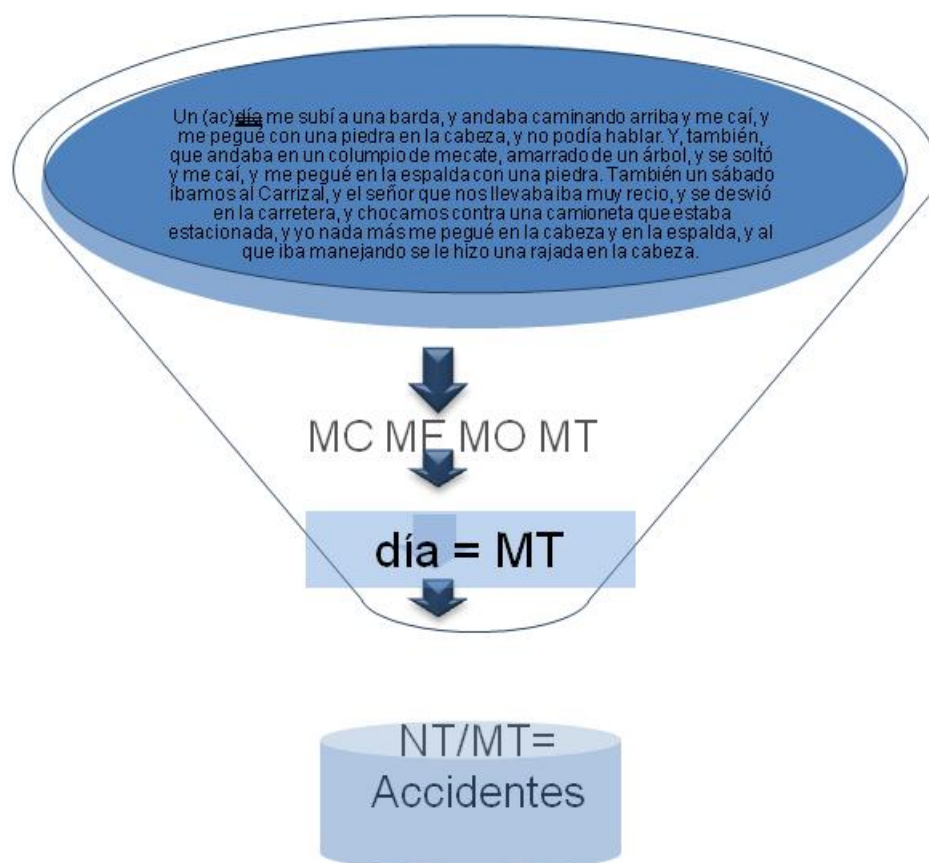 Un (ac)día me subí a una barda, y andaba caminando arriba y me caí, y
me pegué con una piedra en la cabeza, y no podía hablar. Y, también,
que andaba en un columpio de mecate, amarrado de un árbol, y se soltó
y me caí, y me pegué en la espalda con una piedra. También un sábado
íbamos al Carrizal, y el señor que nos llevaba iba muy recio, y se desvió
en la carretera, y chocamos contra una camioneta que estaba
estacionada, y yo nada más me pegué en la cabeza y en la espalda, y al
que iba manejando se le hizo una rajada en la cabeza.
MC ME MO MT
día = MT
NT/MT=
Accidentes